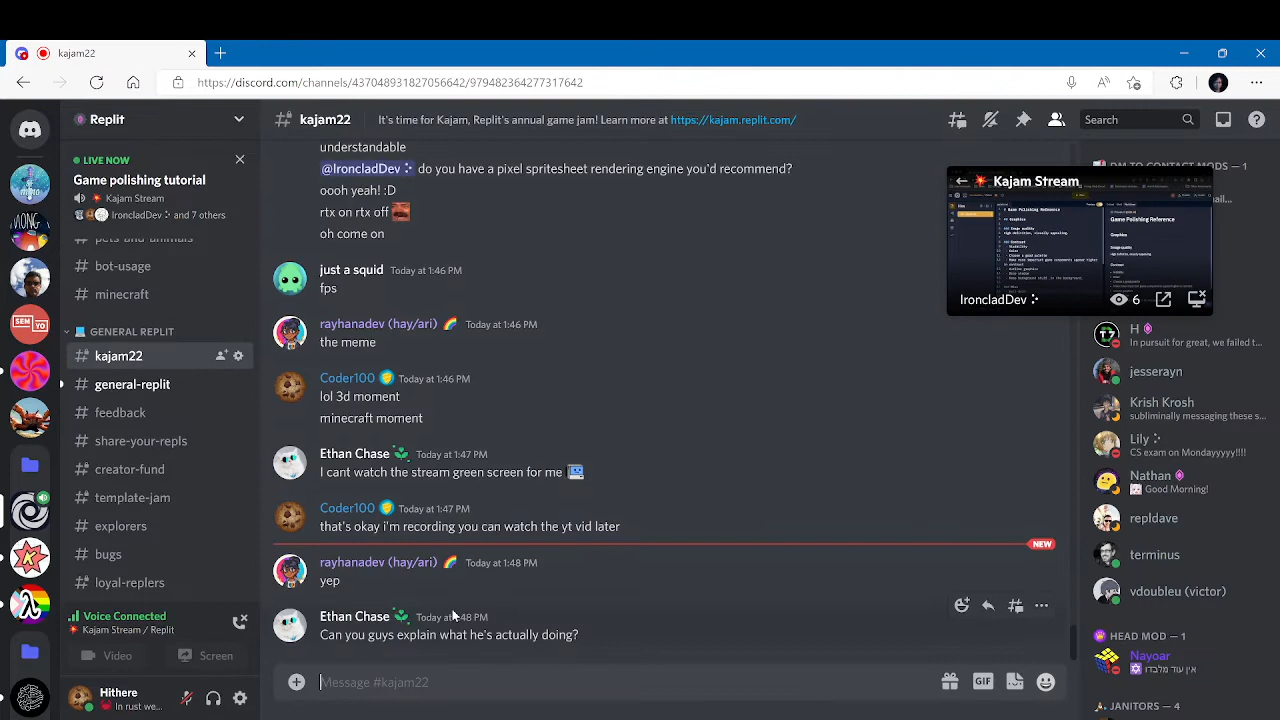 kajam22
https://discord.com/channels/437048931827056642/979482364277317642
Replit
kajam22
It's time for Kajam, Replit's annual game jam! Learn more at https://kajam.replit.com/
Search
LIVE NOW
Game polishing tutorial
Kajam Stream
IroncladDev and 7 others
pets-and-animals
bot-usage
minecraft
GENERAL REPLIT
kajam22
general-replit
feedback
share-your-repls
creator-fund
template-jam
explorers
bugs
loyal-replers
Voice Connected
Kajam Stream / Replit
Video
Screen
Hithere
In rust we...
understandable
@IroncladDev do you have a pixel spritesheet rendering engine you'd recommend?
oooh yeah! :D
rtx on rtx off
oh come on
just a squid Today at 1:46 PM
fps
rayhanadev (hay/ari) Today at 1:46 PM
the meme
Coder100 Today at 1:46 PM
lol 3d moment
minecraft moment
Ethan Chase Today at 1:47 PM
I cant watch the stream green screen for me
Coder100 Today at 1:47 PM
that's okay i'm recording you can watch the yt vid later
NEW
rayhanadev (hay/ari) Today at 1:48 PM
yep
Ethan Chase Today at 1:48 PM
Can you guys explain what he's actually doing?
Message #kajam22
GIF
Kajam Stream
Game Polishing Reference
Graphics
Image quality
Contrast
IroncladDev
6
DM TO CONTACT MODS — 1
H
In pursuit for great, we failed t...
jesserayn
Krish Krosh
subliminally messaging these s...
Lily
CS exam on Mondayyyyy!!!!
Nathan
Good Morning!
repldave
terminus
vdoubleu (victor)
HEAD MOD — 1
Nayoar
אין עוד מלבדו
JANITORS — 4